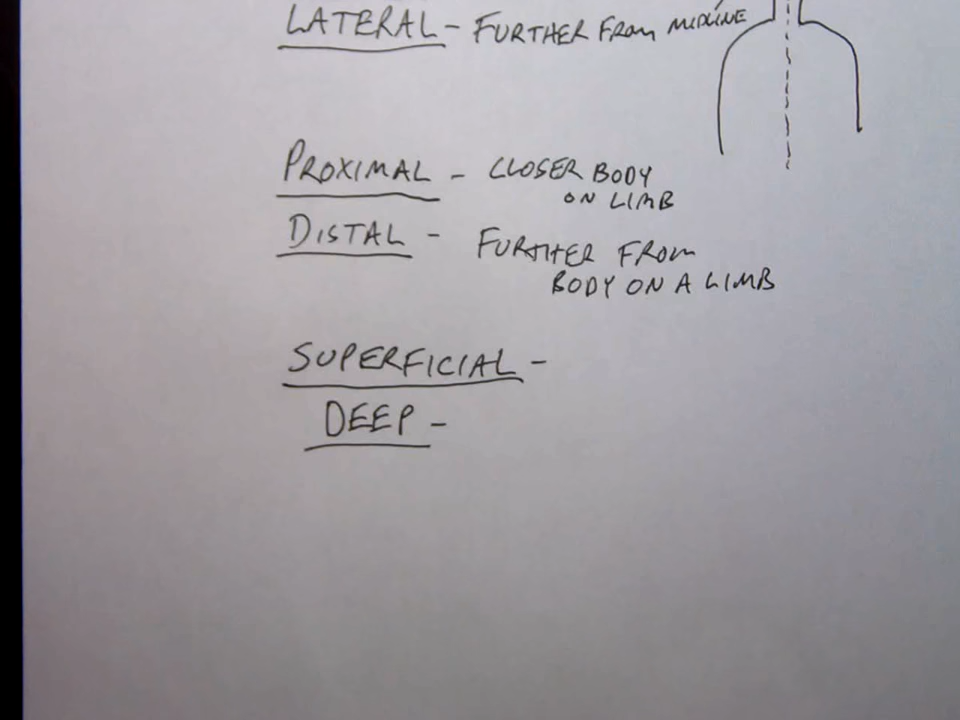 LATERAL - FURTHER FROM MIDLINE
PROXIMAL - CLOSER BODY
ON LIMB
DISTAL - FURTHER FROM
BODY ON A LIMB
SUPERFICIAL -
DEEP -